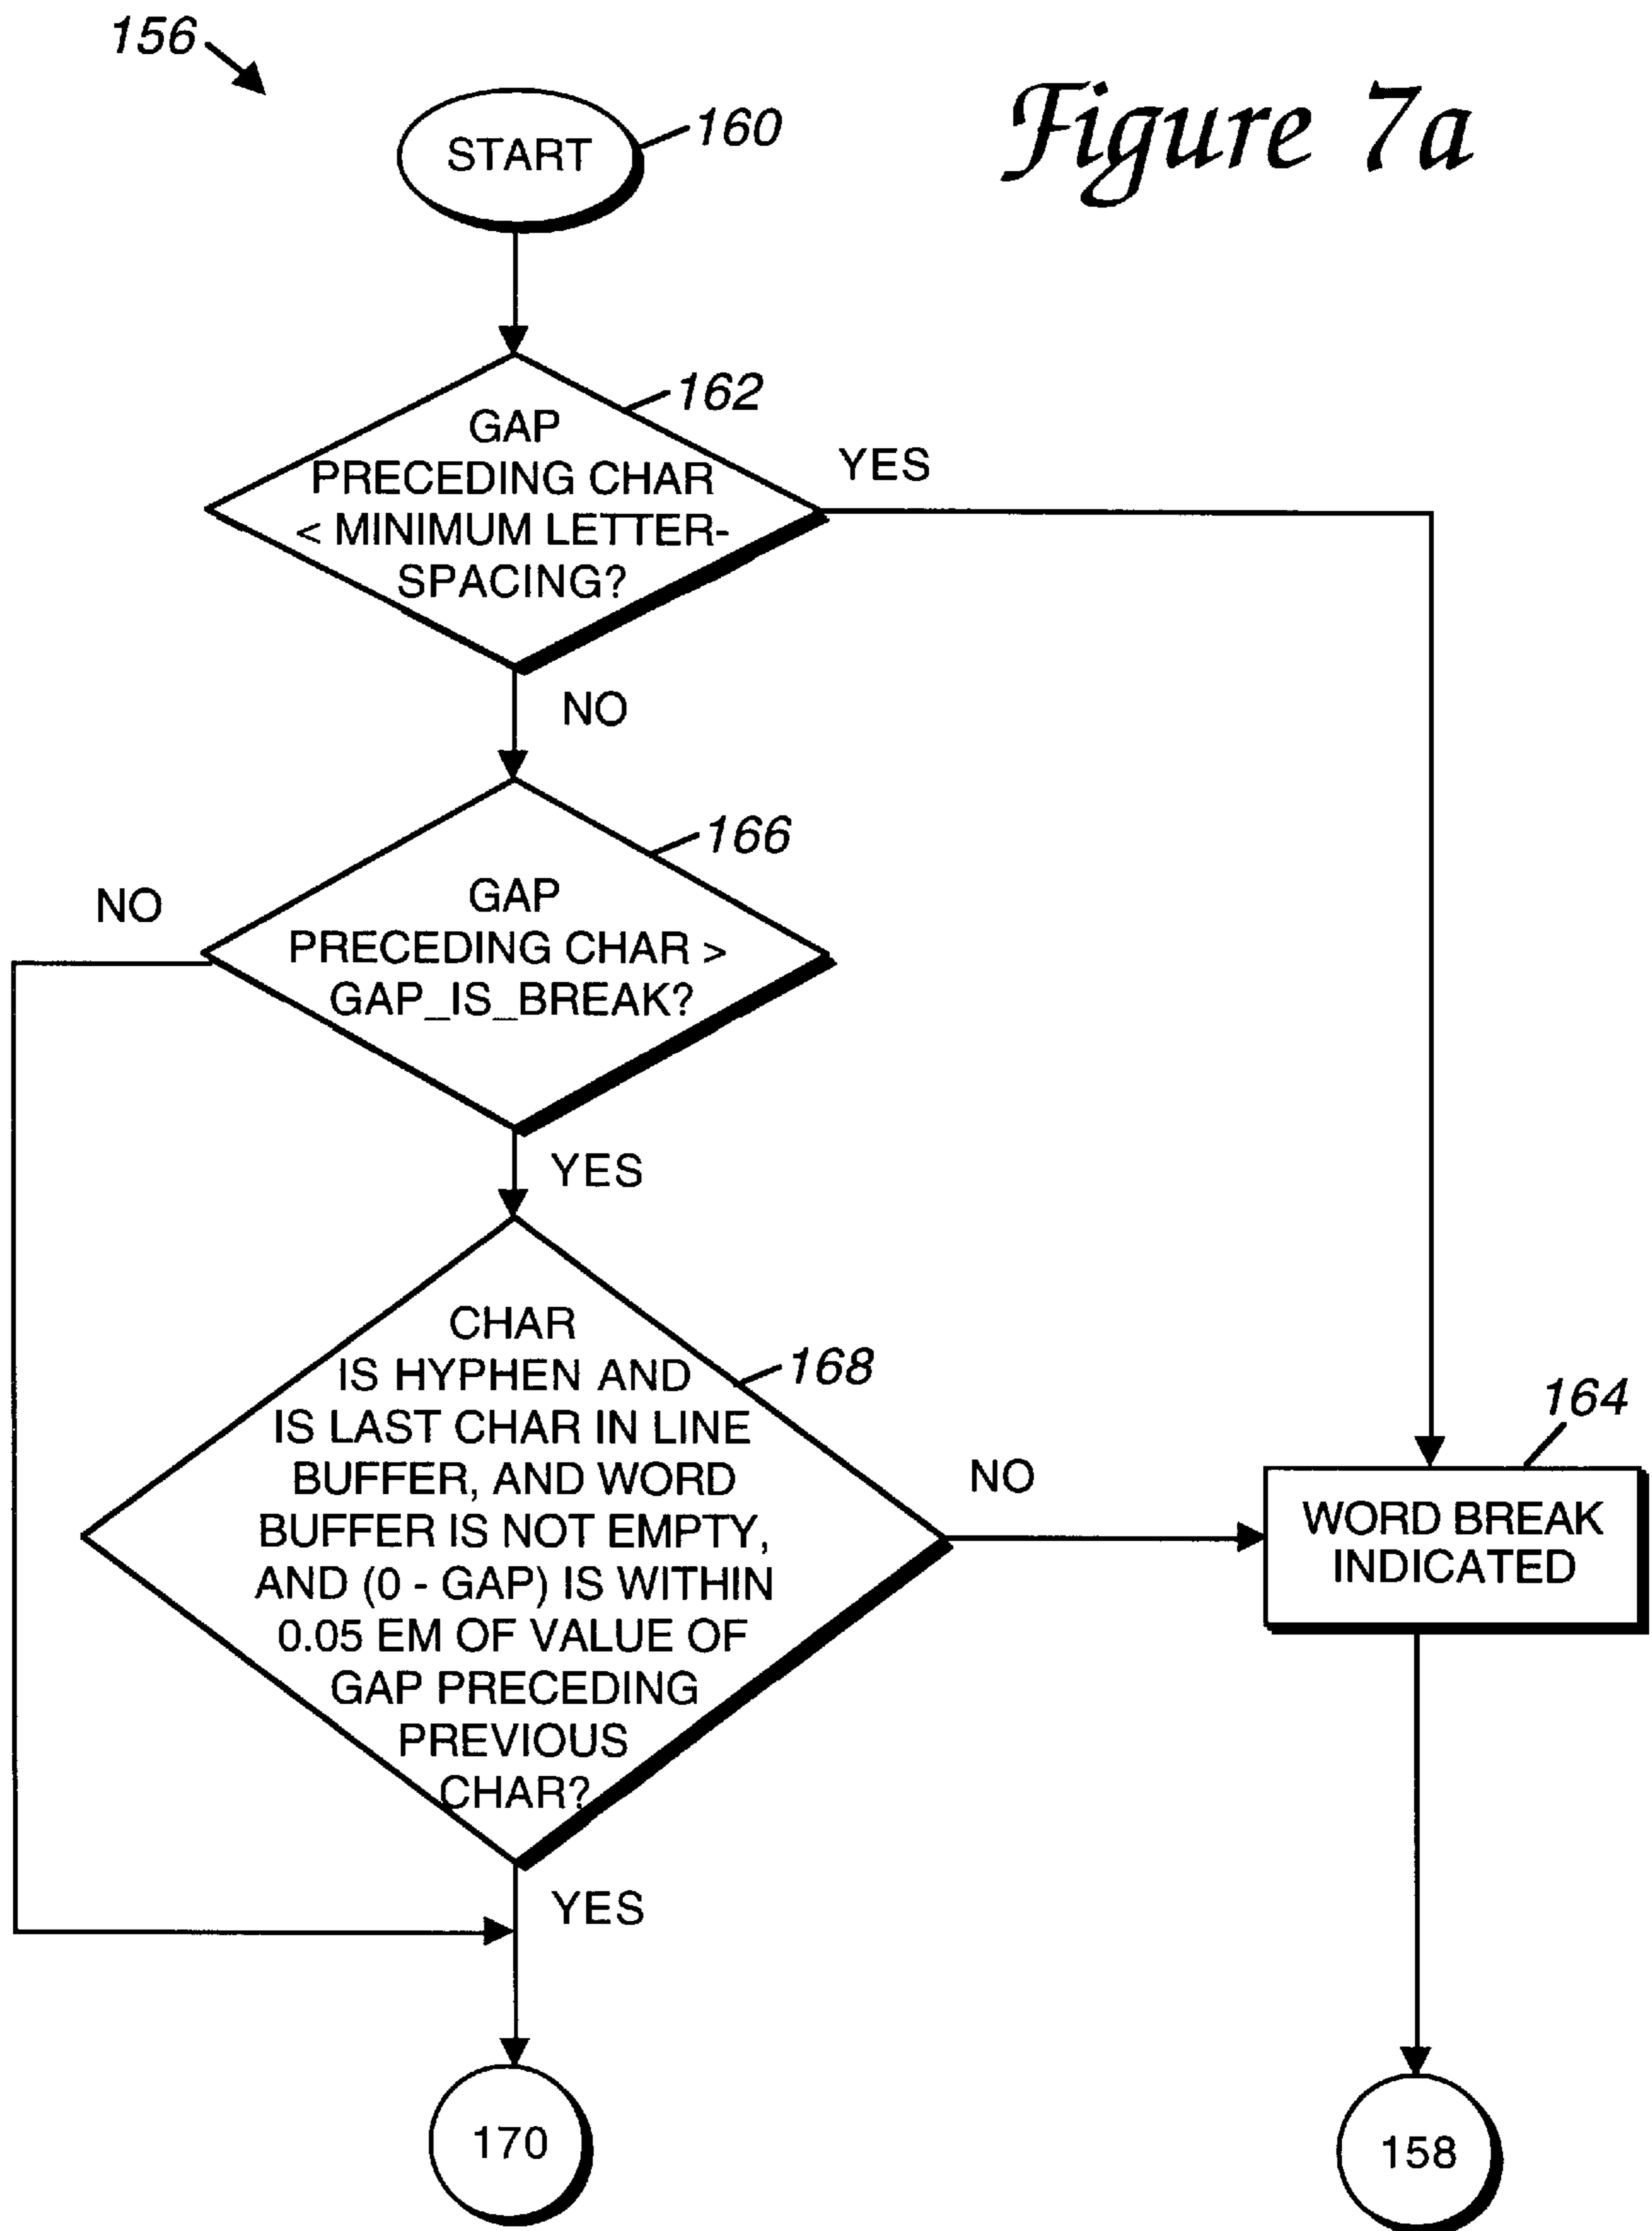 156
START
160
Figure 7a
162
GAP
PRECEDING CHAR
< MINIMUM LETTER-
SPACING?
YES
NO
166
GAP
PRECEDING CHAR >
GAP_IS_BREAK?
NO
YES
CHAR
IS HYPHEN AND
IS LAST CHAR IN LINE
BUFFER, AND WORD
BUFFER IS NOT EMPTY,
AND (0 - GAP) IS WITHIN
0.05 EM OF VALUE OF
GAP PRECEDING
PREVIOUS
CHAR?
168
NO
164
WORD BREAK
INDICATED
YES
170
158